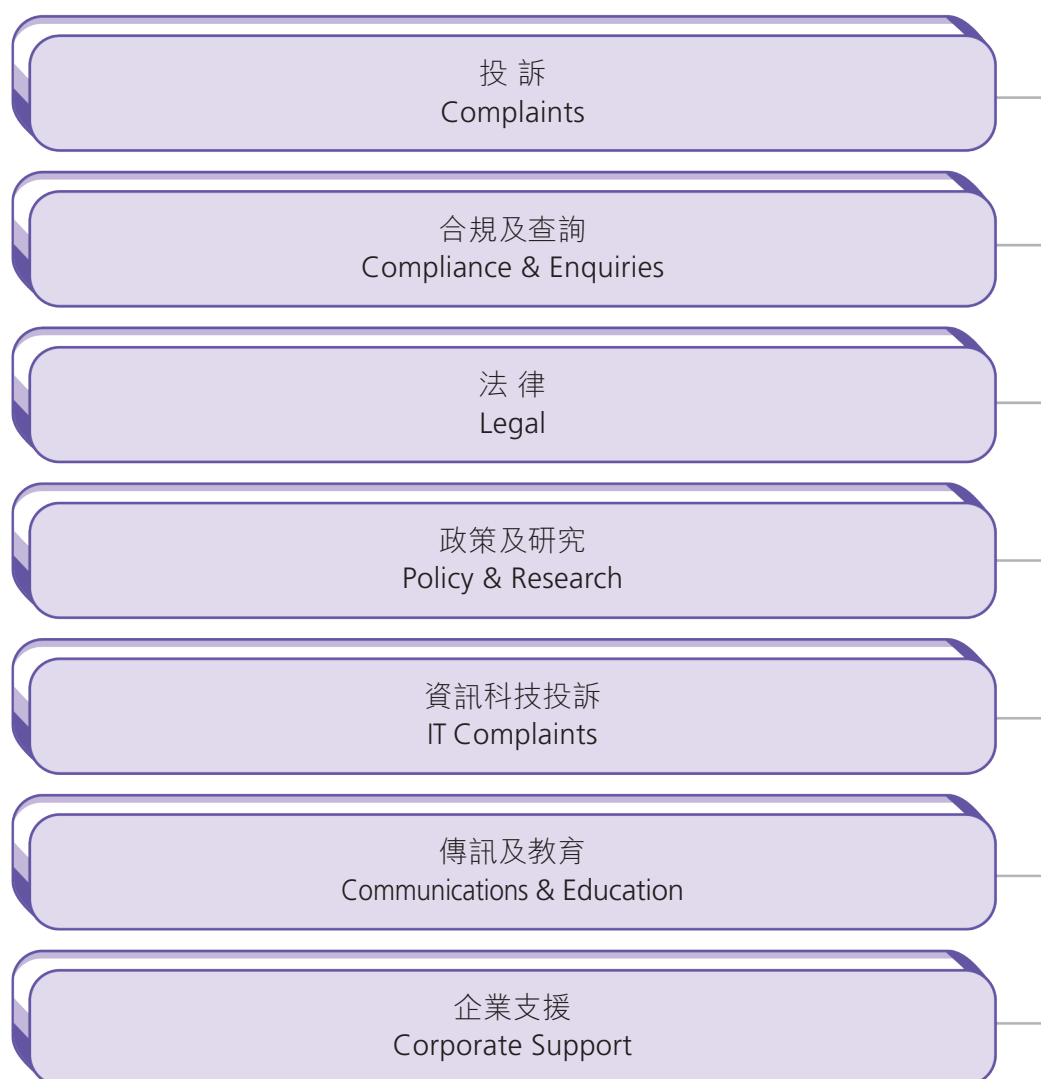 投訴
Complaints
合規及查詢
Compliance & Enquiries
法律
Legal
政策及研究
Policy & Research
資訊科技投訴
IT Complaints
傳訊及教育
Communications & Education
企業支援
Corporate Support